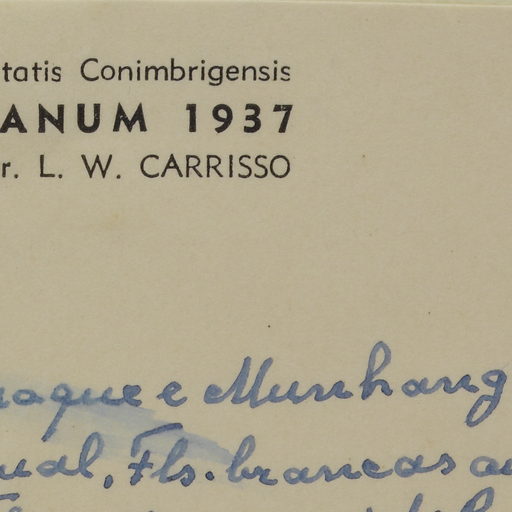 tatis Conimbrigensis
ANUM 1937
r. L. W. CARRISSO
aque e Munhang
ual, Fls. brancas